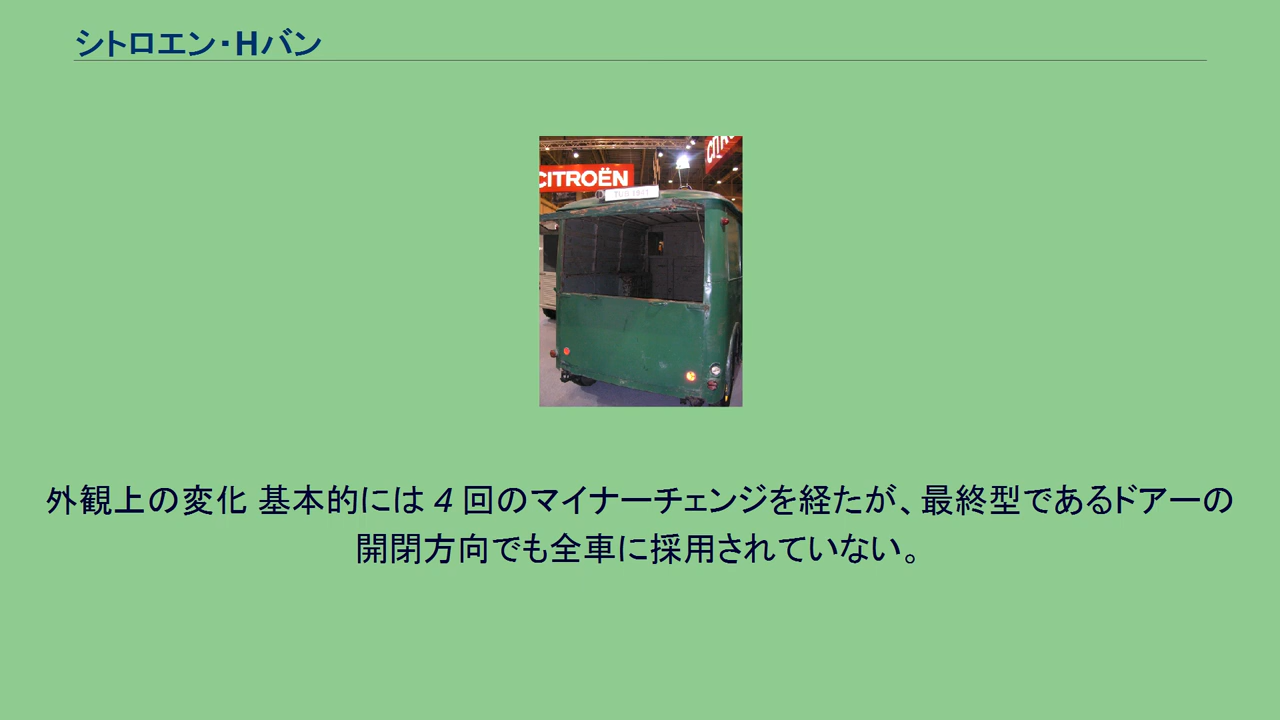 シトロエン・Hバン
CITROËN
外観上の変化 基本的には 4 回のマイナーチェンジを経たが、最終型であるドアーの
開閉方向でも全車に採用されていない。